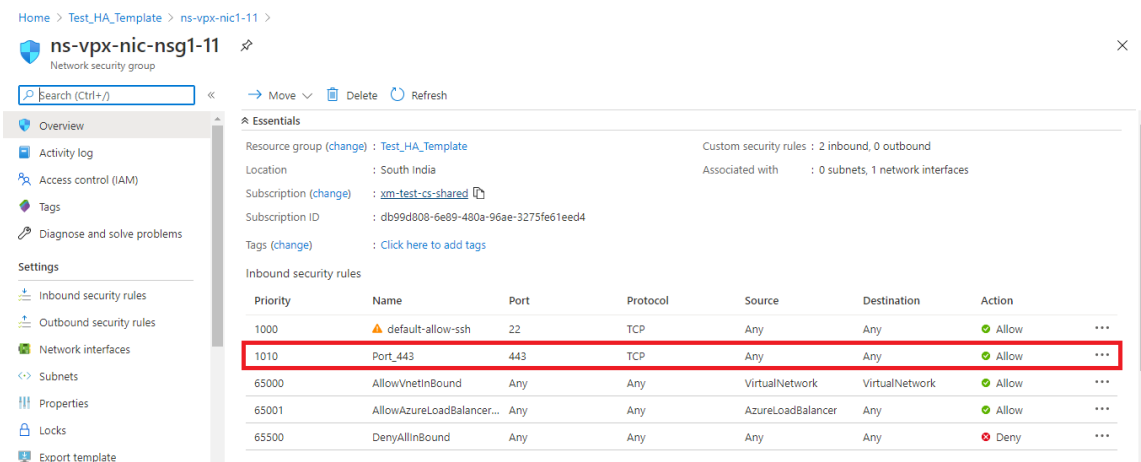 Home > Test_HA_Template > ns-vpx-nic1-11 >
ns-vpx-nic-nsg1-11
Network security group
Search (Ctrl+/)
«
Move
Delete
Refresh
Overview
Activity log
Access control (IAM)
Tags
Diagnose and solve problems
Settings
Inbound security rules
Outbound security rules
Network interfaces
Subnets
Properties
Locks
Export template
Essentials
Resource group (change) : Test_HA_Template
Custom security rules : 2 inbound, 0 outbound
Location : South India
Associated with : 0 subnets, 1 network interfaces
Subscription (change) : xm-test-cs-shared
Subscription ID : db99d808-6e89-480a-96ae-3275fe61eed4
Tags (change) : Click here to add tags
Inbound security rules
Priority Name Port Protocol Source Destination Action
1000 default-allow-ssh 22 TCP Any Any Allow ...
1010 Port_443 443 TCP Any Any Allow ...
65000 AllowVnetInBound Any Any VirtualNetwork VirtualNetwork Allow ...
65001 AllowAzureLoadBalancer... Any Any AzureLoadBalancer Any Allow ...
65500 DenyAllInBound Any Any Any Any Deny ...